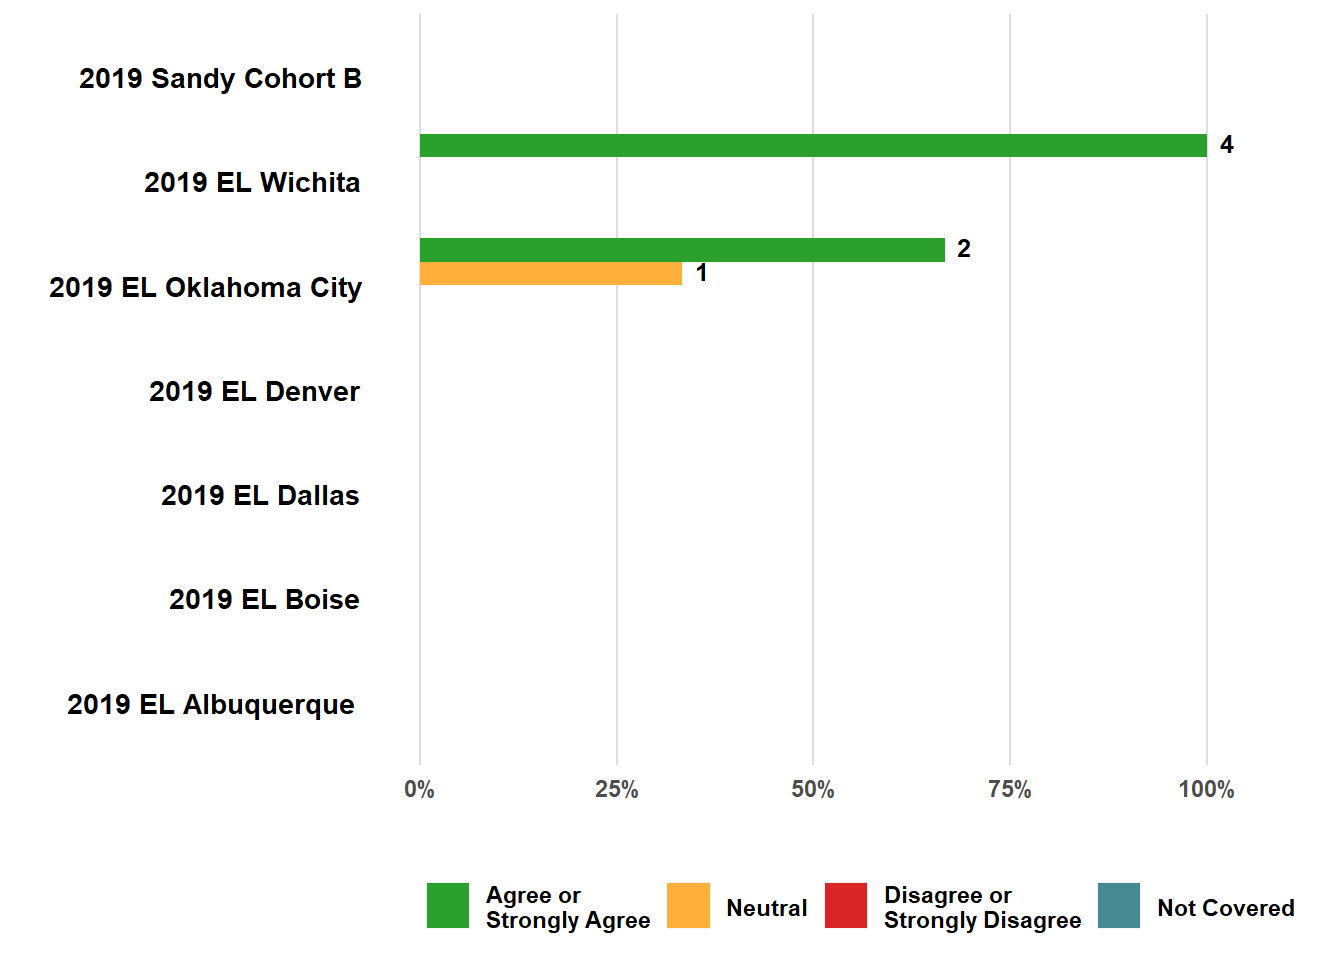 2019 Sandy Cohort B
4
2019 EL Wichita
2
1
2019 EL Oklahoma City
2019 EL Denver
2019 EL Dallas
2019 EL Boise
2019 EL Albuquerque
0% 25% 50% 75% 100%
Agree or
Strongly Agree
Neutral
Disagree or
Strongly Disagree
Not Covered